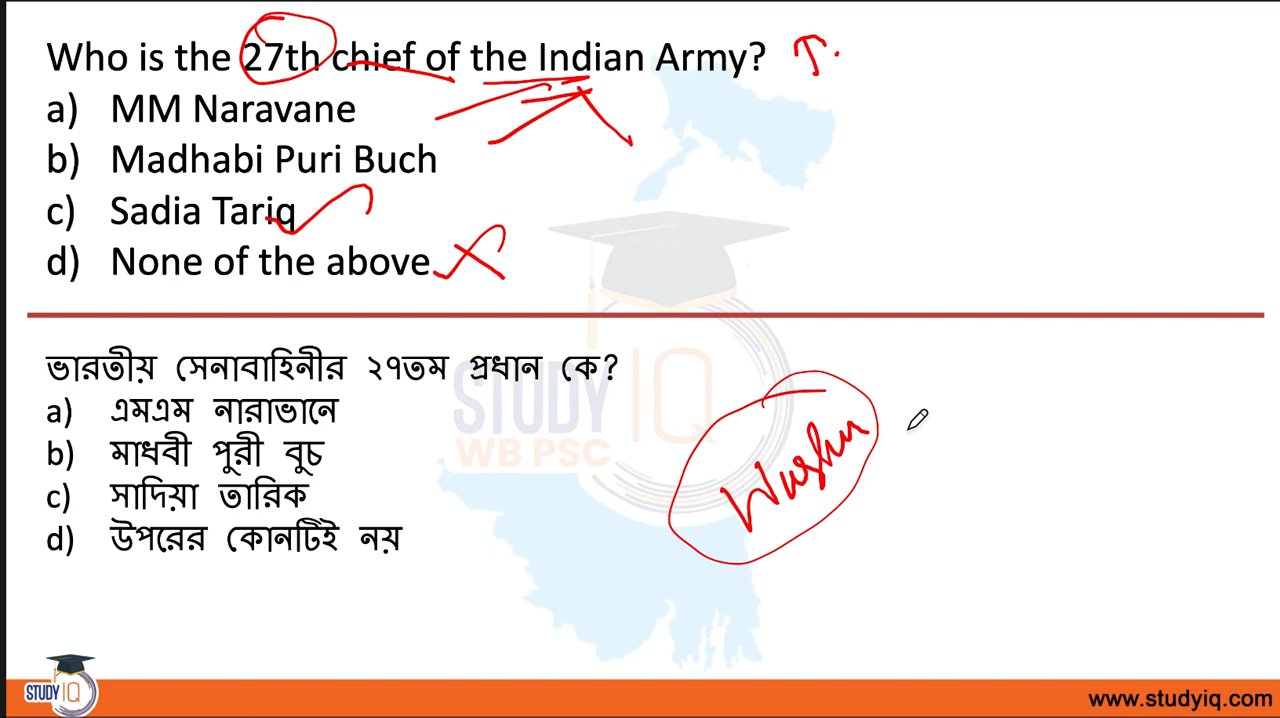 Who is the 27th chief of the Indian Army?
a) MM Naravane
b) Madhabi Puri Buch
c) Sadia Tariq
d) None of the above
ভারতীয় সেনাবাহিনীর ২৭তম প্রধান কে?
a) এমএম নারাভানে
b) মাধবী পুরী বুচ
c) সাদিয়া তারিক
d) উপরের কোনটিই নয়
STUDY IQ
WB PSC
Wushu
STUDY IQ
www.studyiq.com